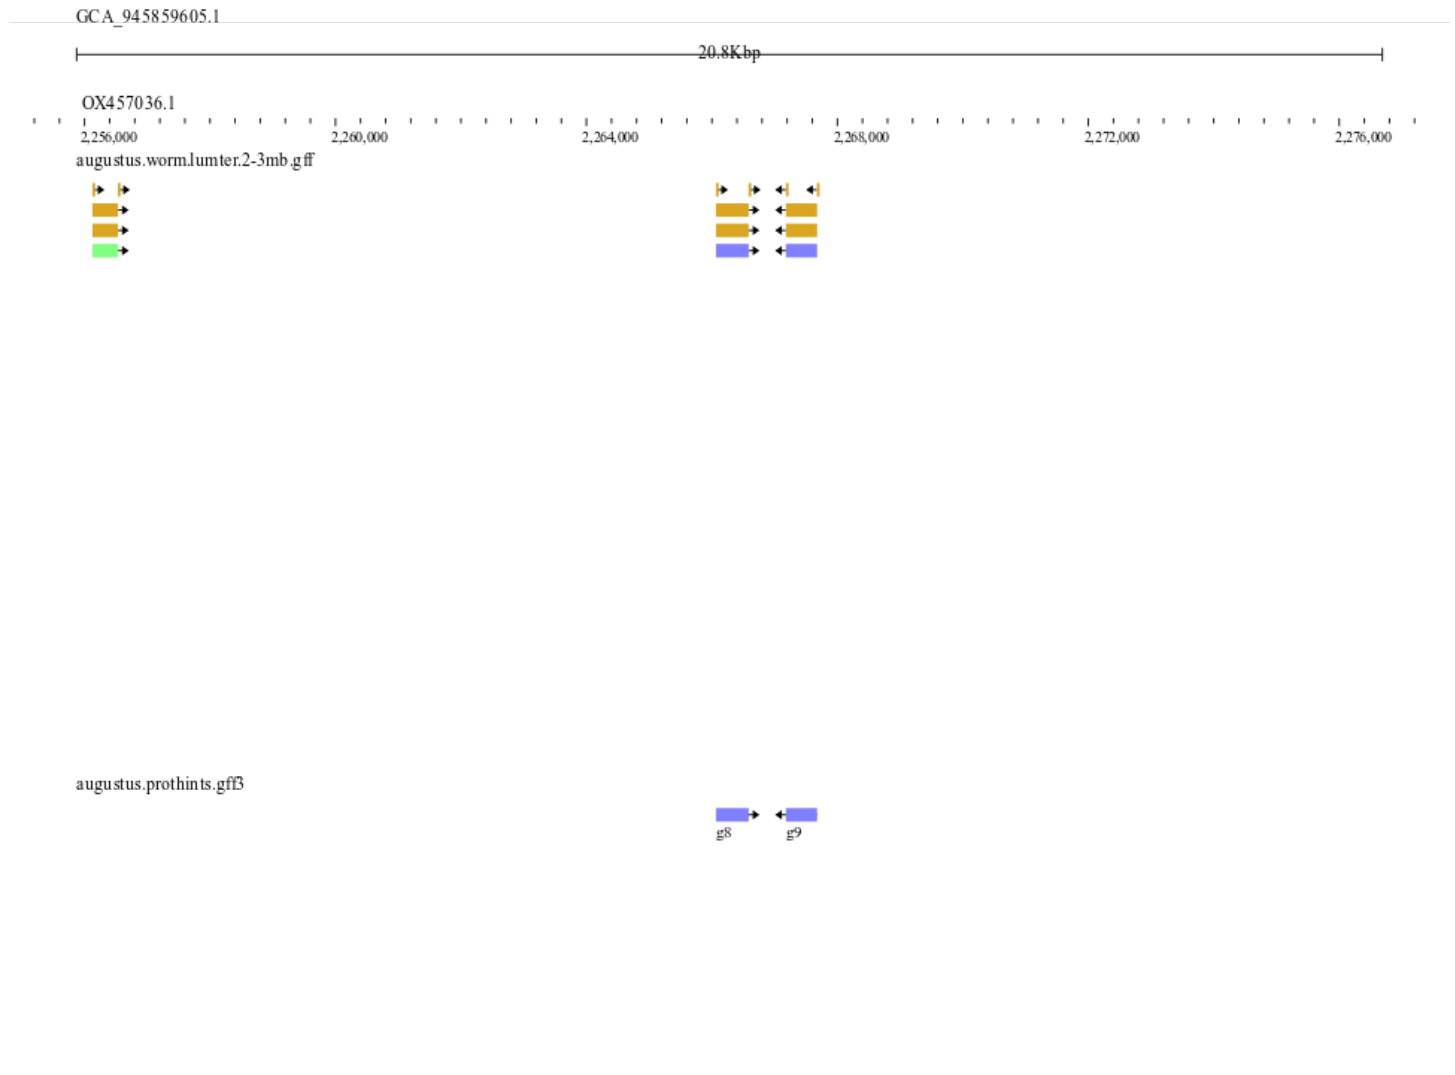 GCA_945859605.1
20.8Kbp
OX457036.1
2,256,000 2,260,000 2,264,000 2,268,000 2,272,000 2,276,000
augustus.worm.lumter.2-3mb.gff
augustus.prothints.gff3
g8 g9